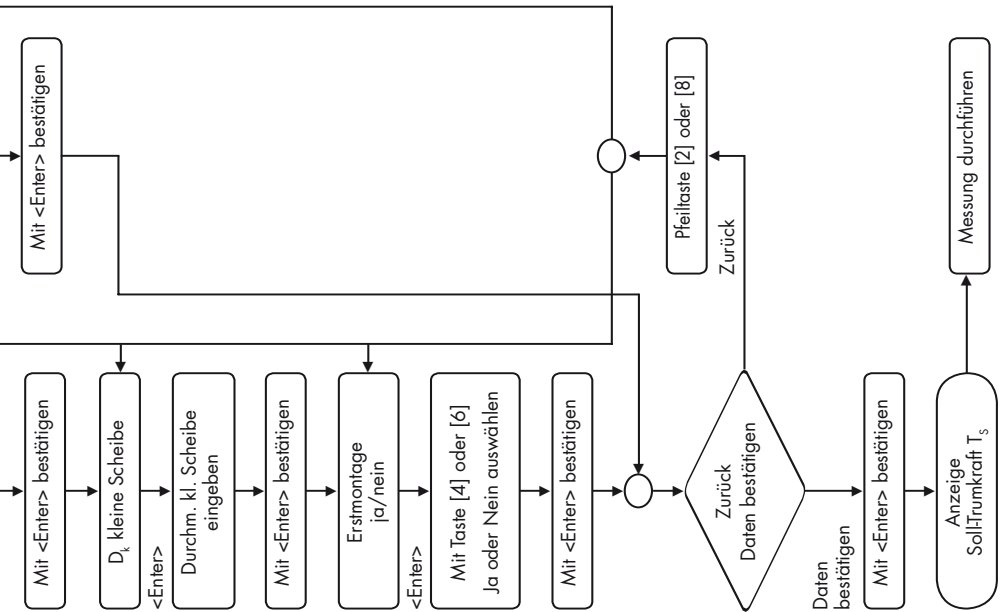 Mit <Enter> bestätigen
Mit <Enter> bestätigen
Dk kleine Scheibe
<Enter>
Durchm. kl. Scheibe
eingeben
Mit <Enter> bestätigen
Erstmontage
ja/nein
<Enter>
Mit Taste [4] oder [6]
Ja oder Nein auswählen
Mit <Enter> bestätigen
Pfeiltaste [2] oder [8]
Zurück
Zurück
Daten bestätigen
Daten
bestätigen
Mit <Enter> bestätigen
Anzeige
Soll-Trumkraft TS
Messung durchführen